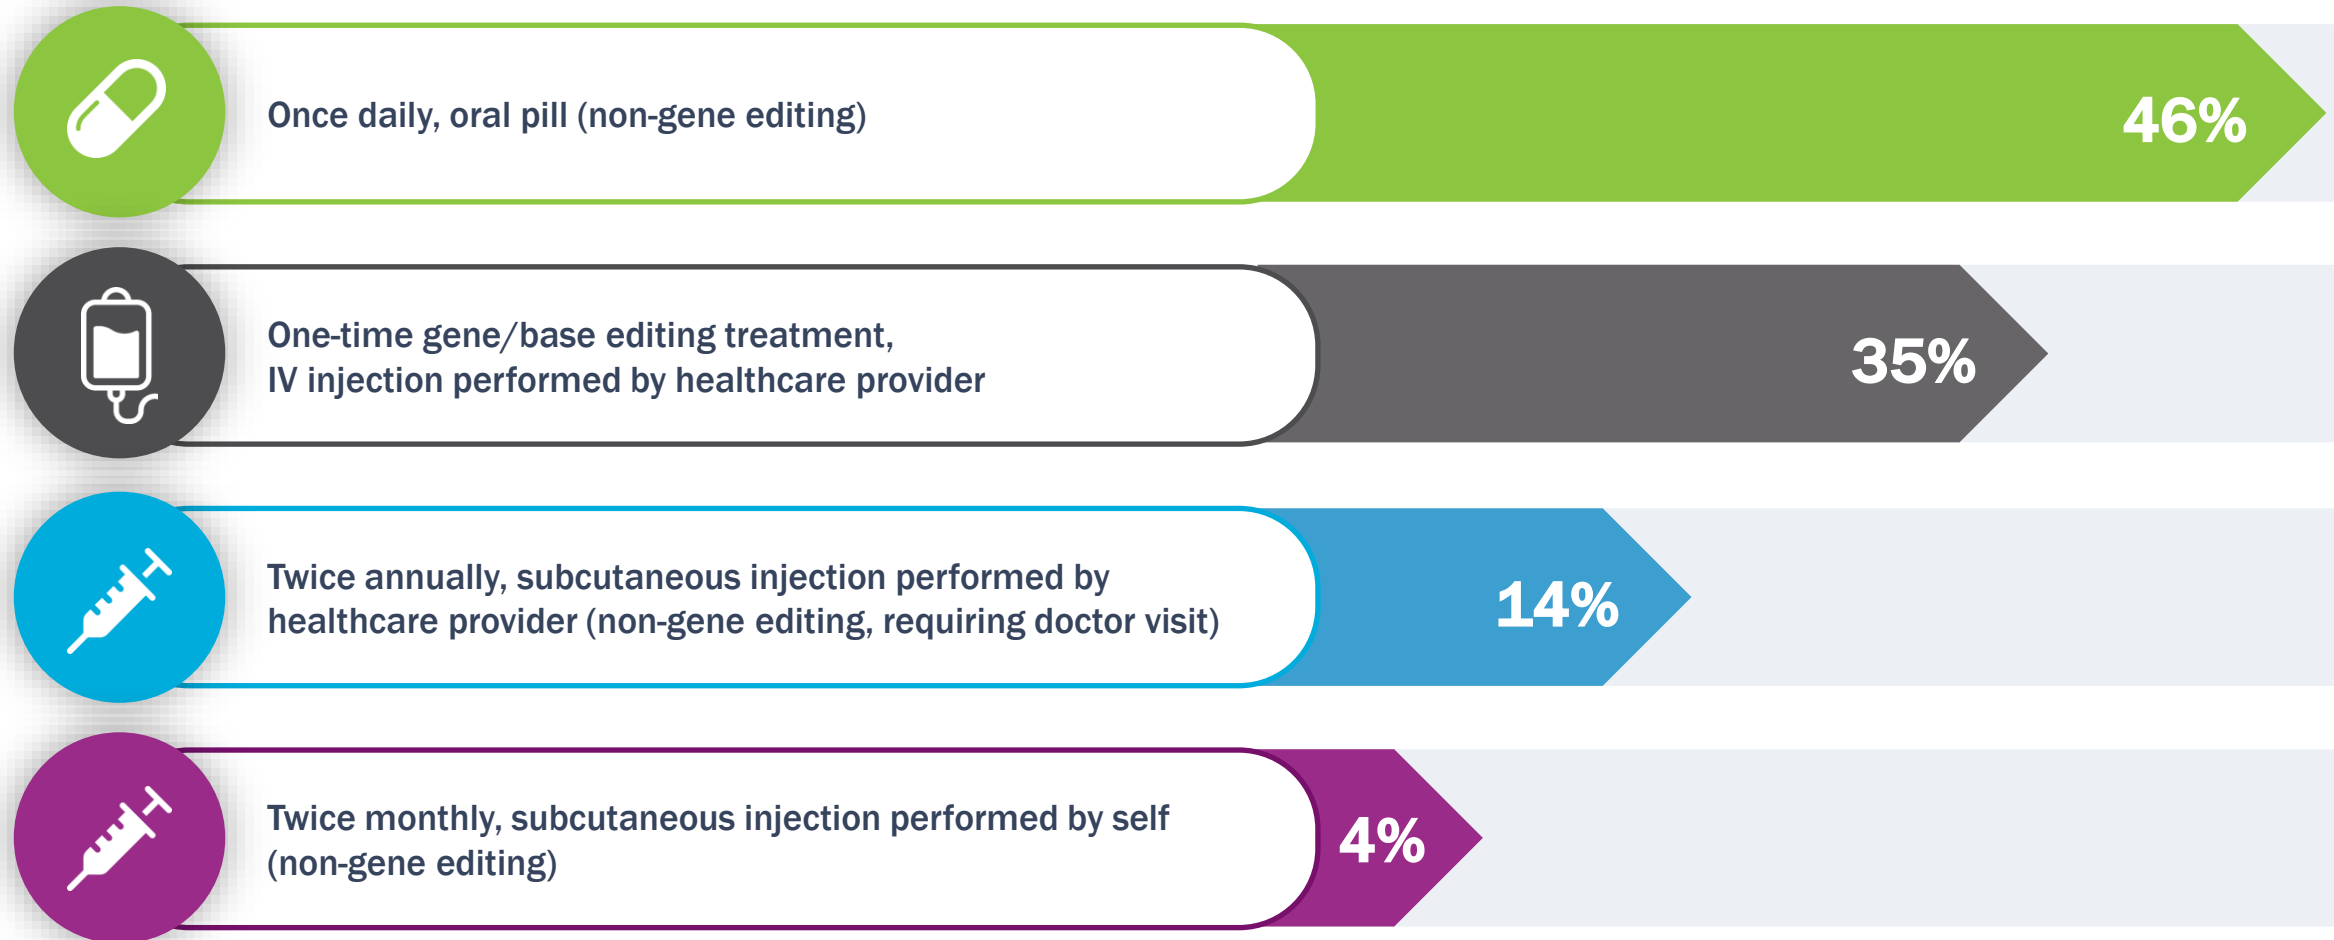 Once daily, oral pill (non-gene editing)
46%
One-time gene/base editing treatment,
IV injection performed by healthcare provider
35%
Twice annually, subcutaneous injection performed by
healthcare provider (non-gene editing, requiring doctor visit)
14%
Twice monthly, subcutaneous injection performed by self
(non-gene editing)
4%